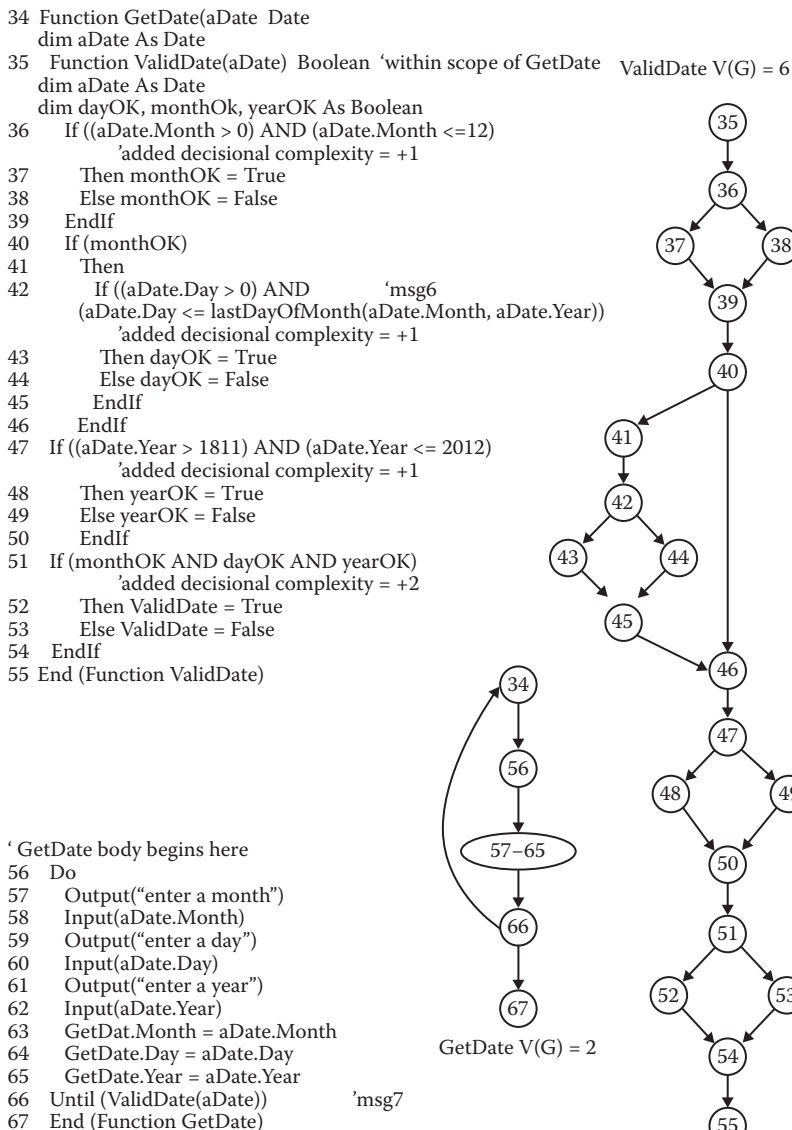 34 Function GetDate(aDate Date
dim aDate As Date
35 Function ValidDate(aDate) Boolean ‘within scope of GetDate
dim aDate As Date
dim dayOK, monthOk, yearOK As Boolean
36 If ((aDate.Month > 0) AND (aDate.Month <=12)
’added decisional complexity = +1
37 Then monthOK = True
38 Else monthOK = False
39 EndIf
40 If (monthOK)
41 Then
42 If ((aDate.Day > 0) AND ‘msg6
(aDate.Day <= lastDayOfMonth(aDate.Month, aDate.Year))
’added decisional complexity = +1
43 Then dayOK = True
44 Else dayOK = False
45 EndIf
46 EndIf
47 If ((aDate.Year > 1811) AND (aDate.Year <= 2012)
’added decisional complexity = +1
48 Then yearOK = True
49 Else yearOK = False
50 EndIf
51 If (monthOK AND dayOK AND yearOK)
’added decisional complexity = +2
52 Then ValidDate = True
53 Else ValidDate = False
54 EndIf
55 End (Function ValidDate)
‘ GetDate body begins here
56 Do
57 Output(“enter a month”)
58 Input(aDate.Month)
59 Output(“enter a day”)
60 Input(aDate.Day)
61 Output(“enter a year”)
62 Input(aDate.Year)
63 GetDat.Month = aDate.Month
64 GetDate.Day = aDate.Day
65 GetDate.Year = aDate.Year
66 Until (ValidDate(aDate)) ’msg7
67 End (Function GetDate)
34
56
57–65
66
67
GetDate V(G) = 2
ValidDate V(G) = 6
35
36
37 38
39
40
41
42
43 44
45
46
47
48 49
50
51
52 53
54
55